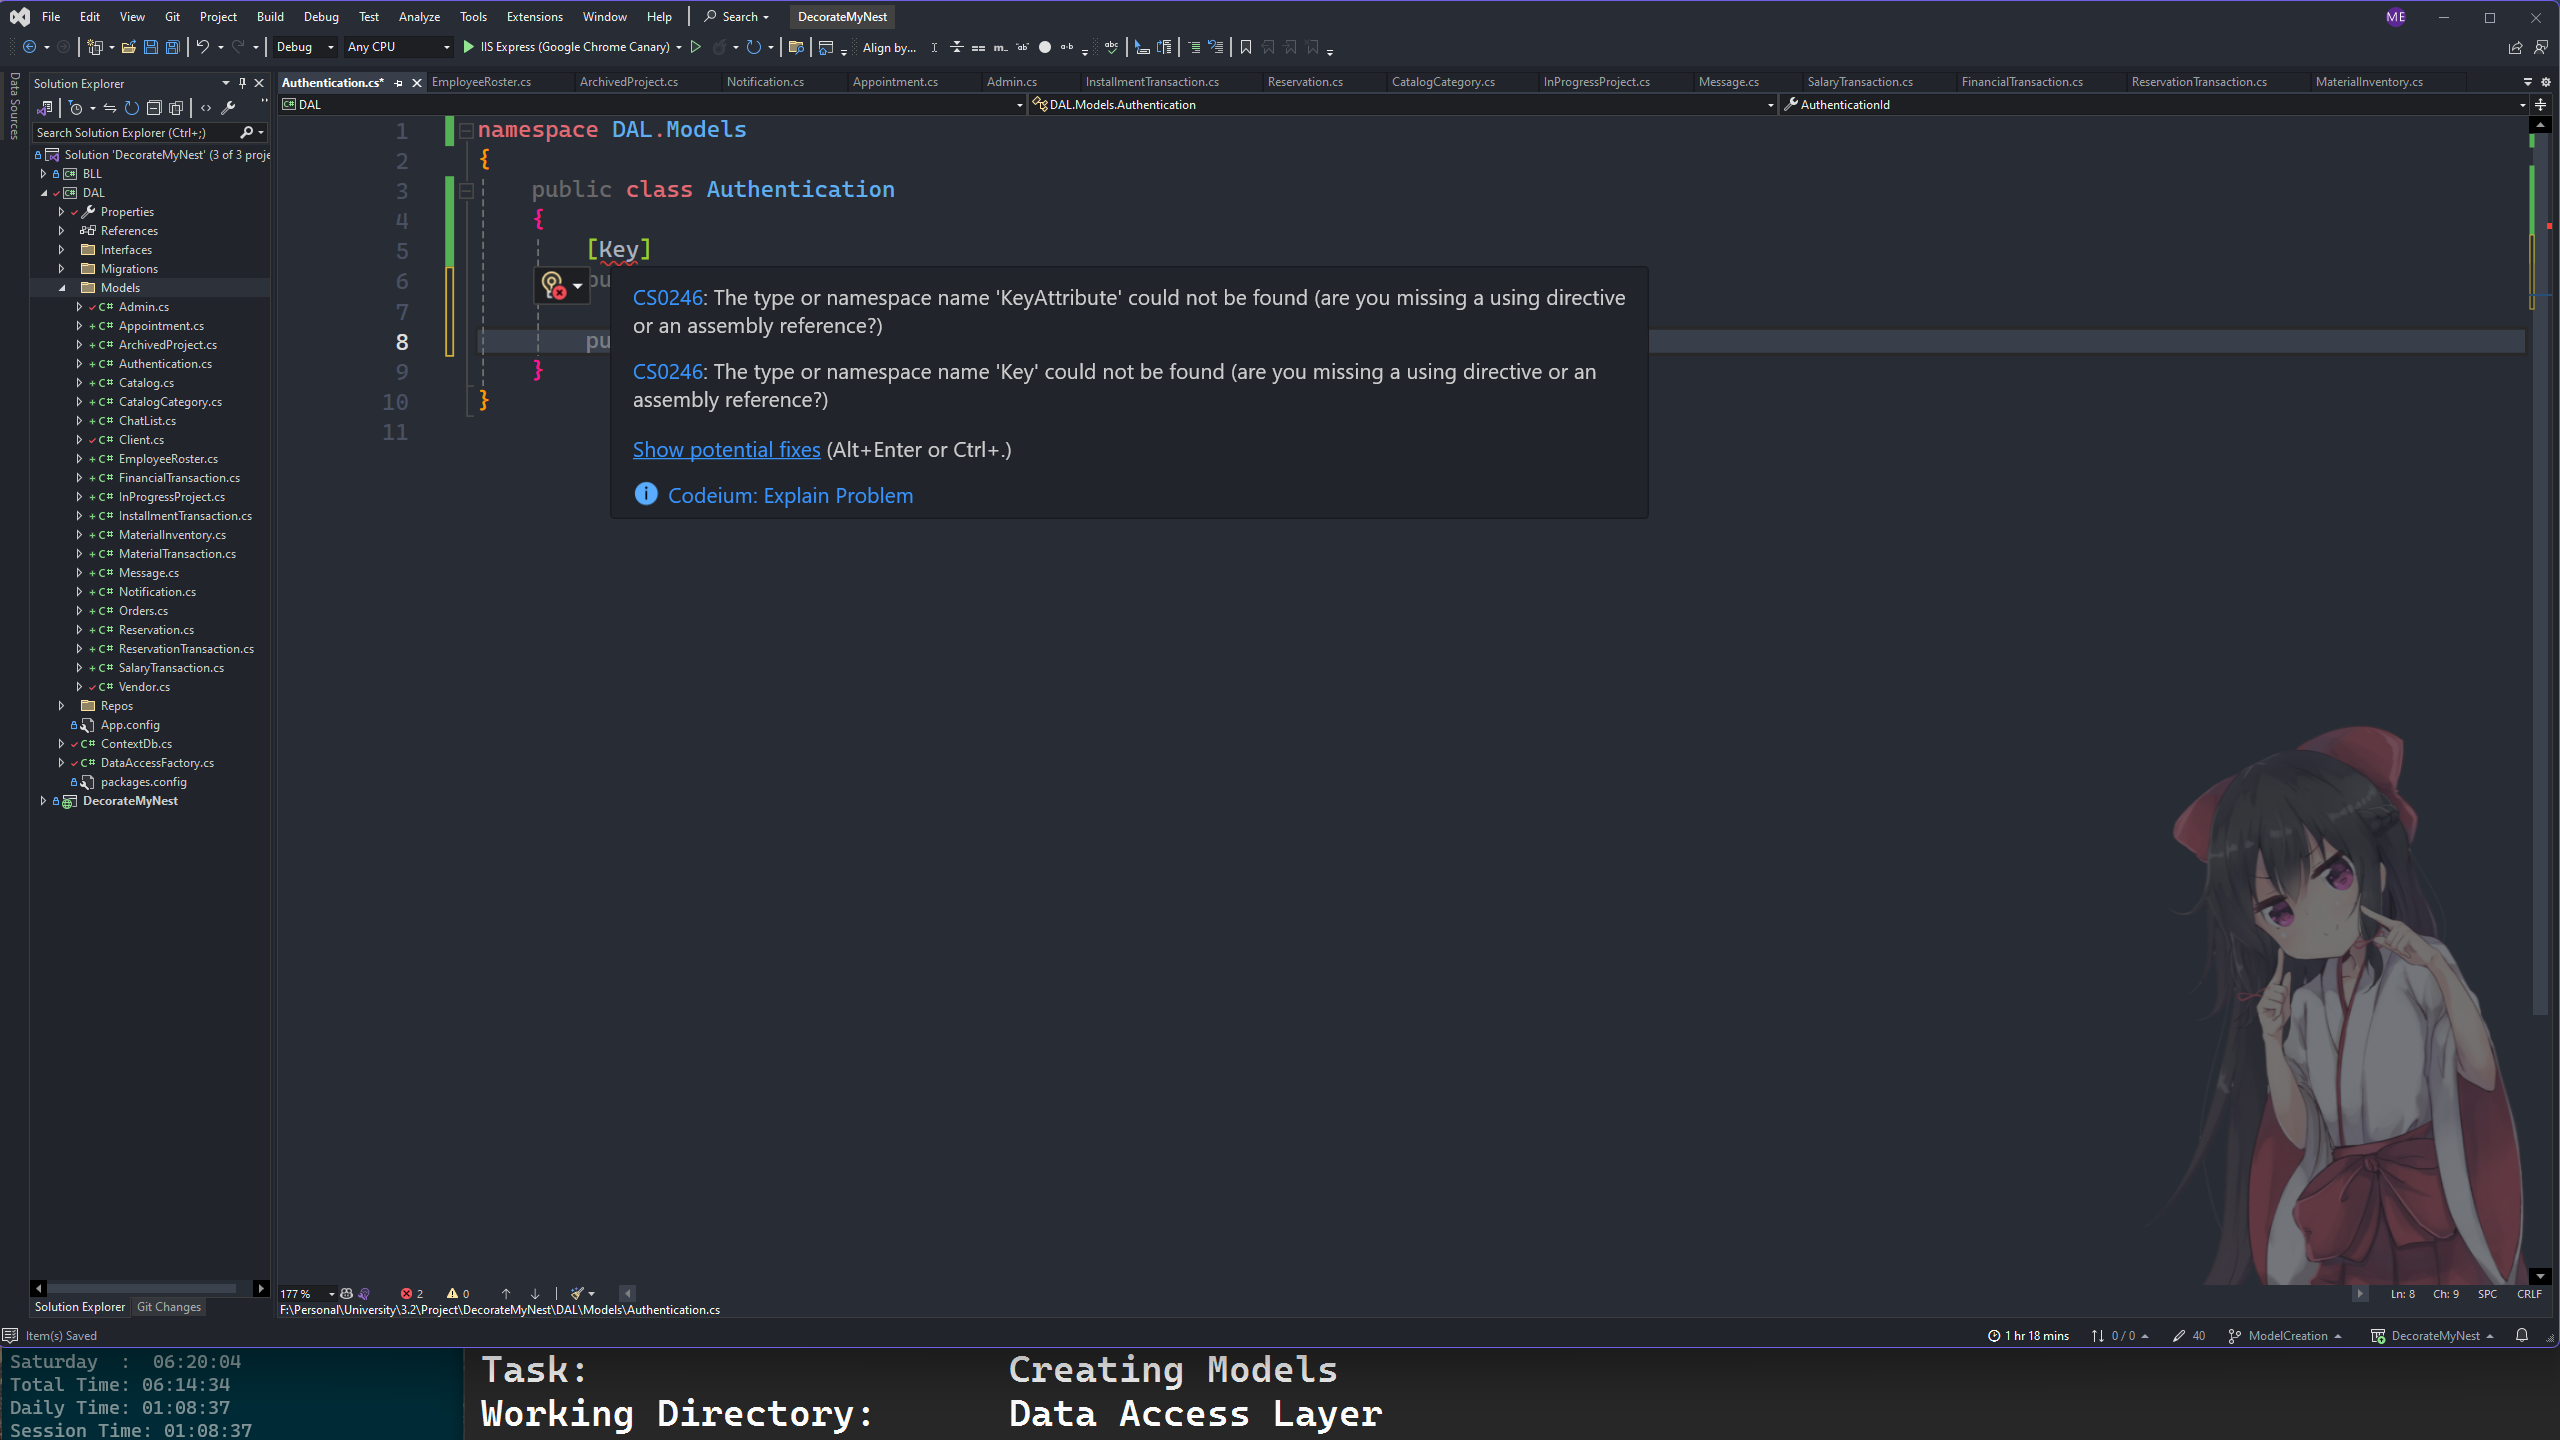 File Edit View Git Project Build Debug Test Analyze Tools Extensions Window Help Search DecorateMyNest ME
Debug Any CPU IIS Express (Google Chrome Canary) Align by...
Data Sources
Solution Explorer
Search Solution Explorer (Ctrl+;)
Solution 'DecorateMyNest' (3 of 3 proje
BLL
DAL
Properties
References
Interfaces
Migrations
Models
Admin.cs
Appointment.cs
ArchivedProject.cs
Authentication.cs
Catalog.cs
CatalogCategory.cs
ChatList.cs
Client.cs
EmployeeRoster.cs
FinancialTransaction.cs
InProgressProject.cs
InstallmentTransaction.cs
MaterialInventory.cs
MaterialTransaction.cs
Message.cs
Notification.cs
Orders.cs
Reservation.cs
ReservationTransaction.cs
SalaryTransaction.cs
Vendor.cs
Repos
App.config
ContextDb.cs
DataAccessFactory.cs
packages.config
DecorateMyNest
Solution Explorer Git Changes
Authentication.cs* EmployeeRoster.cs ArchivedProject.cs Notification.cs Appointment.cs Admin.cs InstallmentTransaction.cs Reservation.cs CatalogCategory.cs InProgressProject.cs Message.cs SalaryTransaction.cs FinancialTransaction.cs ReservationTransaction.cs MaterialInventory.cs
DAL DAL.Models.Authentication AuthenticationId
1 namespace DAL.Models
2 {
3 public class Authentication
4 {
5 [Key]
6 pu
7
8 pu
9 }
10 }
11
CS0246: The type or namespace name 'KeyAttribute' could not be found (are you missing a using directive
or an assembly reference?)
CS0246: The type or namespace name 'Key' could not be found (are you missing a using directive or an
assembly reference?)
Show potential fixes (Alt+Enter or Ctrl+.)
Codeium: Explain Problem
177 % 2 0 Ln: 8 Ch: 9 SPC CRLF
F:\Personal\University\3.2\Project\DecorateMyNest\DAL\Models\Authentication.cs
Item(s) Saved 1 hr 18 mins 0 / 0 40 ModelCreation DecorateMyNest
Saturday : 06:20:04
Total Time: 06:14:34
Daily Time: 01:08:37
Session Time: 01:08:37
Task: Creating Models
Working Directory: Data Access Layer